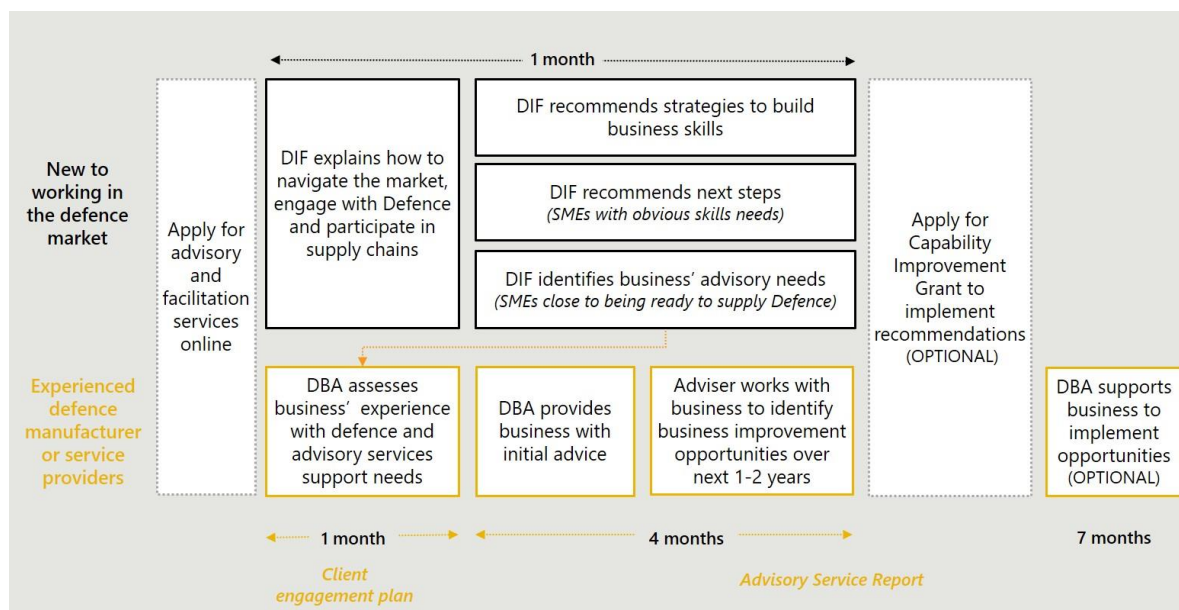 1 month
New to
working in
the defence
market
Apply for
advisory
and
facilitation
services
online
DIF explains how to
navigate the market,
engage with Defence
and participate in
supply chains
DIF recommends strategies to build
business skills
DIF recommends next steps
(SMEs with obvious skills needs)
DIF identifies business’ advisory needs
(SMEs close to being ready to supply Defence)
Apply for
Capability
Improvement
Grant to
implement
recommendations
(OPTIONAL)
Experienced
defence
manufacturer
or service
providers
DBA assesses
business’ experience
with defence and
advisory services
support needs
DBA provides
business with
initial advice
Adviser works with
business to identify
business improvement
opportunities over
next 1-2 years
DBA supports
business to
implement
opportunities
(OPTIONAL)
1 month
4 months
7 months
Client
engagement plan
Advisory Service Report